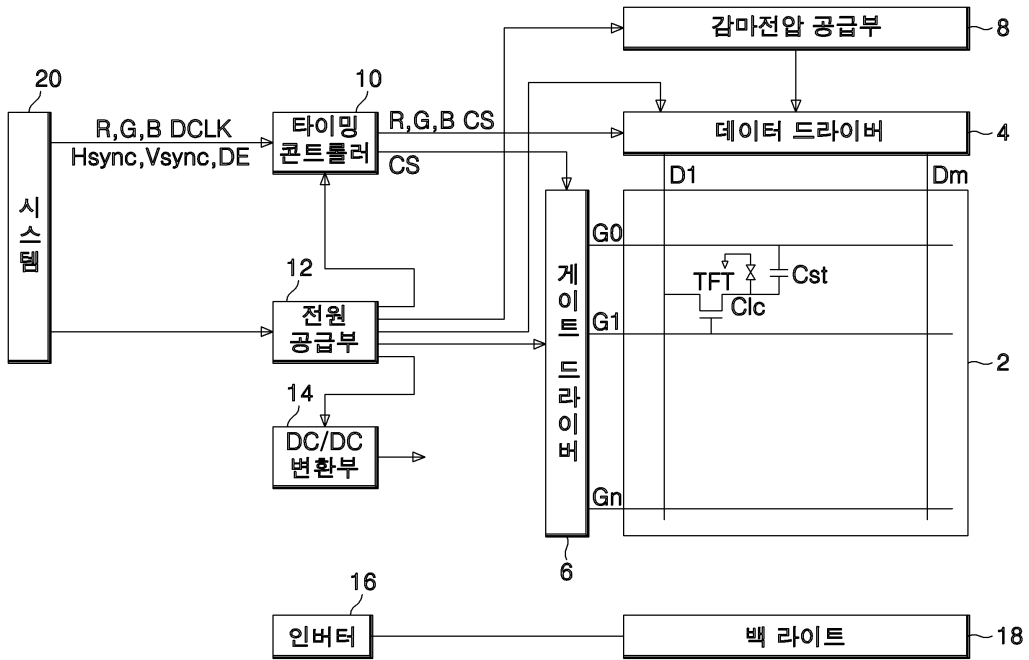 감마전압 공급부
8
20
10
R,G,B DCLK
Hsync,Vsync,DE
타이밍
콘트롤러
R,G,B CS
CS
데이터 드라이버
4
D1
Dm
시스템
G0
12
게이트 드라이버
TFT
Cst
Clc
전원
공급부
G1
2
14
DC/DC
변환부
Gn
6
16
인버터
백 라이트
18